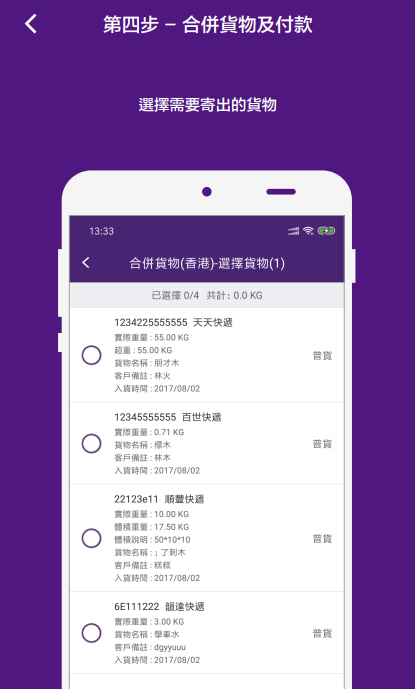 第四步 – 合併貨物及付款
選擇需要寄出的貨物
13:33
合併貨物(香港)-選擇貨物(1)
已選擇 0/4 共計: 0.0 KG
1234225555555 天天快遞
實際重量 : 55.00 KG
超重 : 55.00 KG
貨物名稱 : 朋才木
客戶備註 : 林火
入貨時間 : 2017/08/02
普貨
12345555555 百世快遞
實際重量 : 0.71 KG
貨物名稱 : 標木
客戶備註 : 林木
入貨時間 : 2017/08/02
普貨
22123e11 順豐快遞
實際重量 : 10.00 KG
體積重量 : 17.50 KG
體積說明 : 50*10*10
貨物名稱 : ; 了刺木
客戶備註 : 糕糕
入貨時間 : 2017/08/02
普貨
6E111222 韻達快遞
實際重量 : 3.00 KG
貨物名稱 : 學車水
客戶備註 : dgyyuuu
入貨時間 : 2017/08/02
普貨